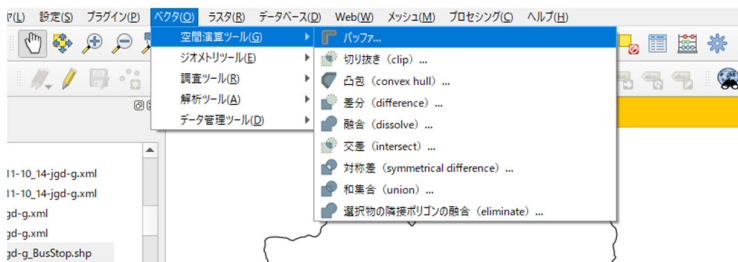 設定(S) プラグイン(P) ベクタ(O) ラスタ(R) データベース(D) Web(W) メッシュ(M) プロセシング(C) ヘルプ(H)
空間演算ツール(G)
ジオメトリツール(E)
調査ツール(R)
解析ツール(A)
データ管理ツール(D)
バッファ...
切り抜き (clip) ...
凸包 (convex hull) ...
差分 (difference) ...
融合 (dissolve) ...
交差 (intersect) ...
対称差 (symmetrical difference) ...
和集合 (union) ...
選択物の隣接ポリゴンの融合 (eliminate) ...
11-10_14-jgd-g.xml
11-10_14-jgd-g.xml
gd-g.xml
gd-g.xml
gd-g_BusStop.shp